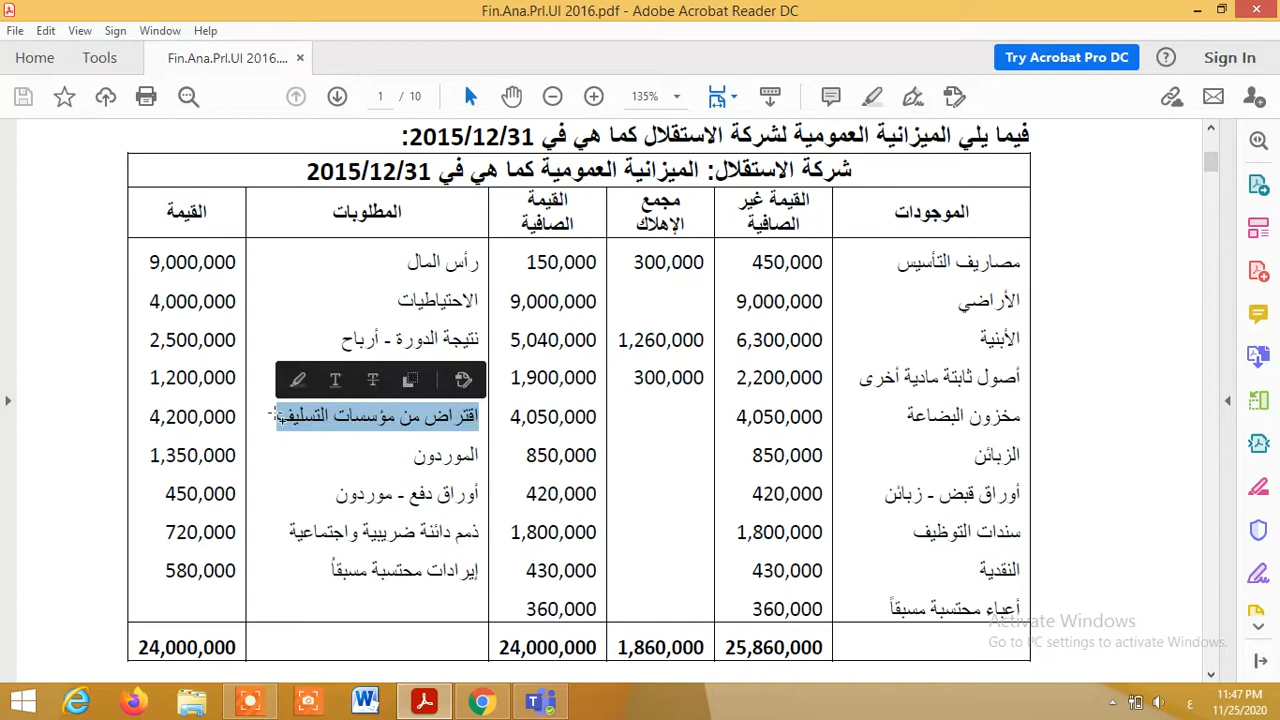 Fin.Ana.Prl.UI 2016.pdf - Adobe Acrobat Reader DC
File Edit View Sign Window Help
Home Tools Fin.Ana.Prl.UI 2016.... × Try Acrobat Pro DC Sign In
1 / 10 135%
فيما يلي الميزانية العمومية لشركة الاستقلال كما هي في 2015/12/31:
شركة الاستقلال: الميزانية العمومية كما هي في 2015/12/31
الموجودات القيمة غير الصافية مجمع الإهلاك القيمة الصافية المطلوبات القيمة
مصاريف التأسيس 450,000 300,000 150,000 رأس المال 9,000,000
الأراضي 9,000,000 9,000,000 الاحتياطيات 4,000,000
الأبنية 6,300,000 1,260,000 5,040,000 نتيجة الدورة - أرباح 2,500,000
أصول ثابتة مادية أخرى 2,200,000 300,000 1,900,000 1,200,000
مخزون البضاعة 4,050,000 4,050,000 اقتراض من مؤسسات التسليف 4,200,000
الزبائن 850,000 850,000 الموردون 1,350,000
أوراق قبض - زبائن 420,000 420,000 أوراق دفع - موردون 450,000
سندات التوظيف 1,800,000 1,800,000 ذمم دائنة ضريبية واجتماعية 720,000
النقدية 430,000 430,000 إيرادات محتسبة مسبقاً 580,000
أعباء محتسبة مسبقاً 360,000 360,000
25,860,000 1,860,000 24,000,000 24,000,000
Activate Windows
Go to PC settings to activate Windows.
ع 11:47 PM
11/25/2020